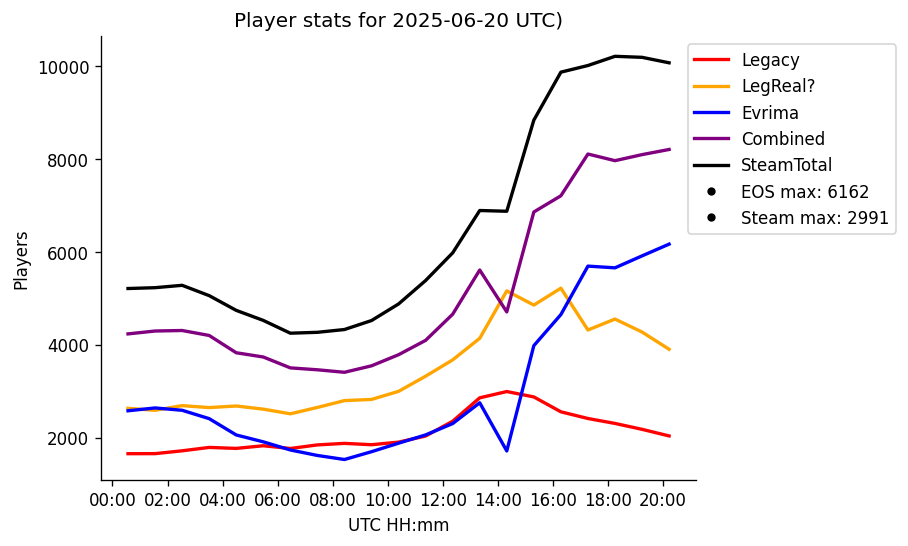 Player stats for 2025-06-20 UTC)
10000
8000
6000
4000
2000
Players
00:00 02:00 04:00 06:00 08:00 10:00 12:00 14:00 16:00 18:00 20:00
UTC HH:mm
Legacy
LegReal?
Evrima
Combined
SteamTotal
EOS max: 6162
Steam max: 2991